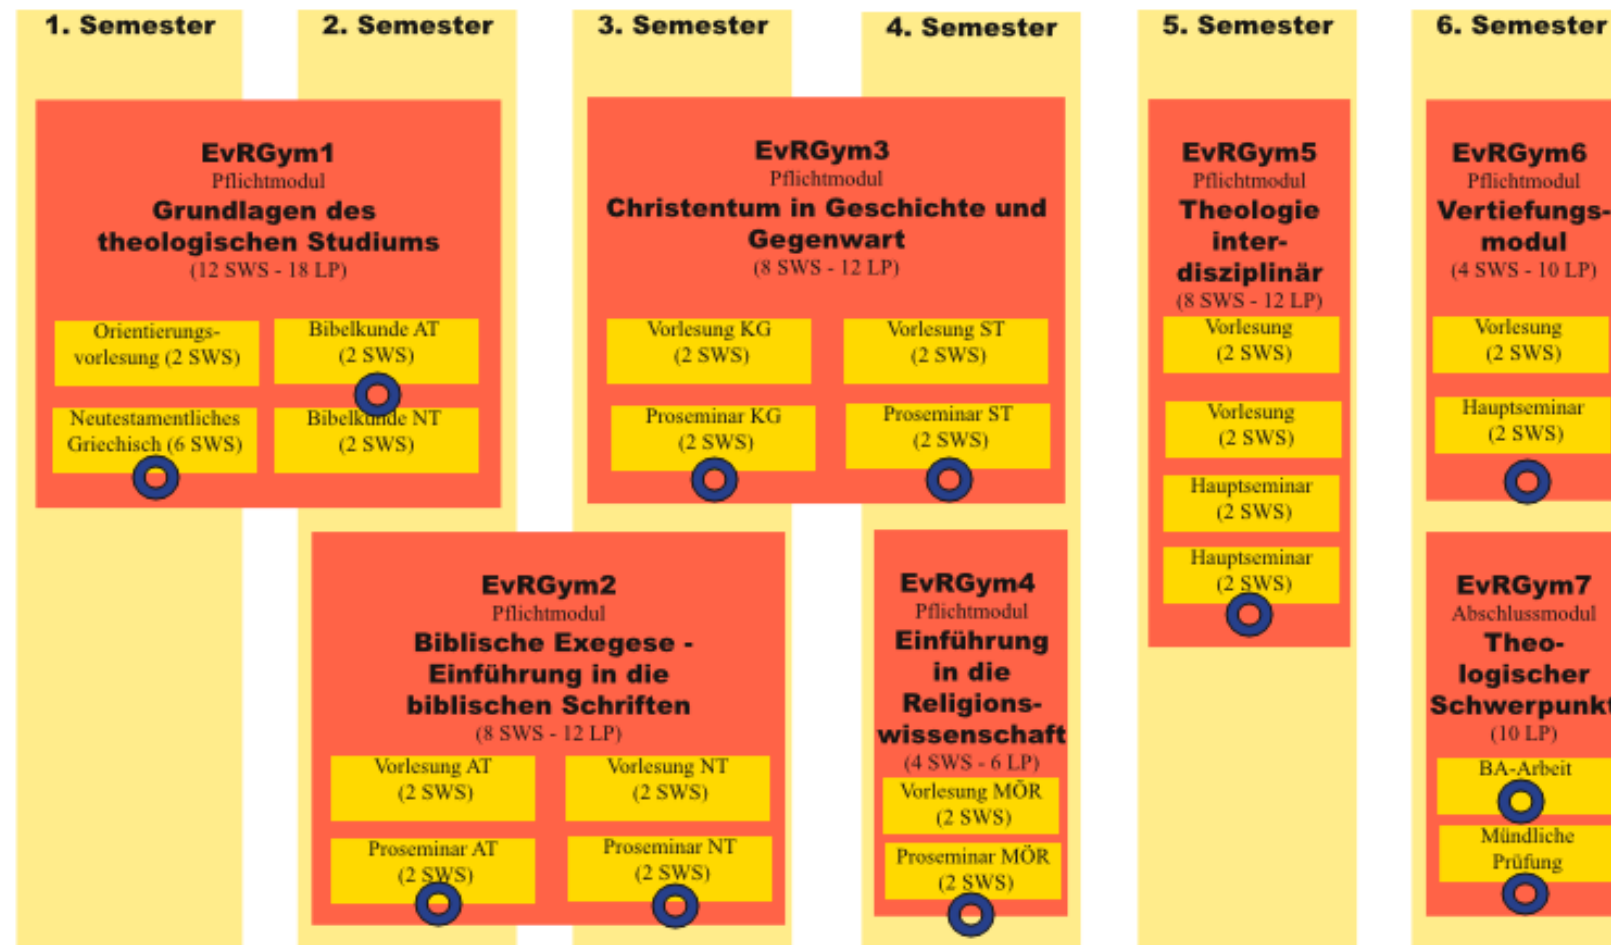 1. Semester
2. Semester
3. Semester
4. Semester
5. Semester
6. Semester
EvRGym1
Pflichtmodul
Grundlagen des
theologischen Studiums
(12 SWS - 18 LP)
Orientierungs-
vorlesung (2 SWS)
Bibelkunde AT
(2 SWS)
Neutestamentliches
Griechisch (6 SWS)
Bibelkunde NT
(2 SWS)
EvRGym2
Pflichtmodul
Biblische Exegese -
Einführung in die
biblischen Schriften
(8 SWS - 12 LP)
Vorlesung AT
(2 SWS)
Vorlesung NT
(2 SWS)
Proseminar AT
(2 SWS)
Proseminar NT
(2 SWS)
EvRGym3
Pflichtmodul
Christentum in Geschichte und
Gegenwart
(8 SWS - 12 LP)
Vorlesung KG
(2 SWS)
Vorlesung ST
(2 SWS)
Proseminar KG
(2 SWS)
Proseminar ST
(2 SWS)
EvRGym4
Pflichtmodul
Einführung
in die
Religions-
wissenschaft
(4 SWS - 6 LP)
Vorlesung MÖR
(2 SWS)
Proseminar MÖR
(2 SWS)
EvRGym5
Pflichtmodul
Theologie
inter-
disziplinär
(8 SWS - 12 LP)
Vorlesung
(2 SWS)
Vorlesung
(2 SWS)
Hauptseminar
(2 SWS)
Hauptseminar
(2 SWS)
EvRGym6
Pflichtmodul
Vertiefungs-
modul
(4 SWS - 10 LP)
Vorlesung
(2 SWS)
Hauptseminar
(2 SWS)
EvRGym7
Abschlussmodul
Theo-
logischer
Schwerpunkt
(10 LP)
BA-Arbeit
Mündliche
Prüfung